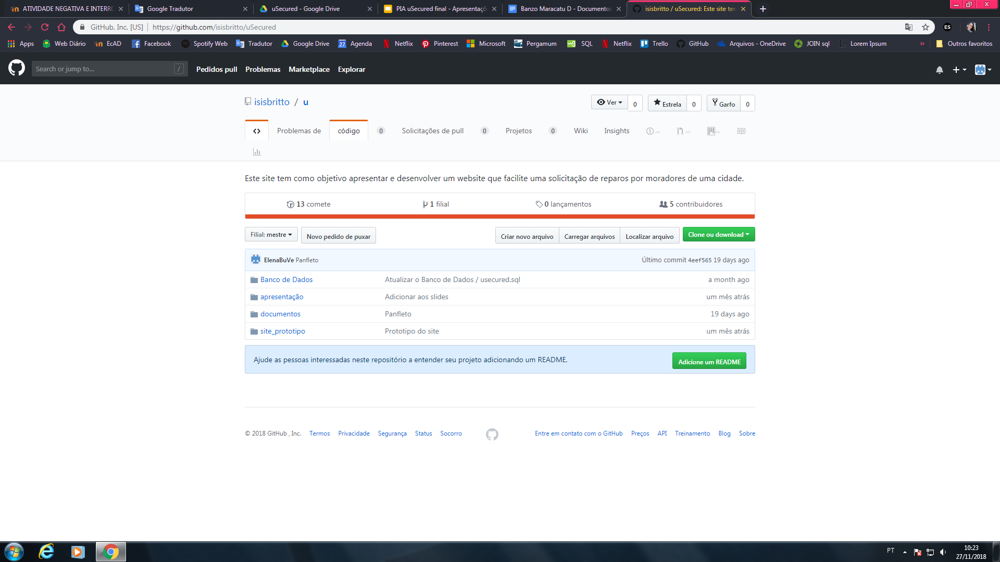 ATIVIDADE NEGATIVA E INTERRO
Google Tradutor
uSecured - Google Drive
PIA uSecured final - Apresentaçõ
Banzo Maracatu D - Documentos
isisbritto / uSecured: Este site ten
GitHub, Inc. [US] https://github.com/isisbritto/uSecured
ES
Apps Web Diário EcAD Facebook Spotify Web Tradutor Google Drive 27 Agenda Netflix Pinterest Microsoft Pergamum SQL Netflix Trello GitHub Arquivos - OneDrive JOIN sql Lorem Ipsum » Outros favoritos
Search or jump to... / Pedidos pull Problemas Marketplace Explorar
isisbritto / u
Ver 0 Estrela 0 Garfo 0
Problemas de código 0 Solicitações de pull 0 Projetos 0 Wiki Insights
Este site tem como objetivo apresentar e desenvolver um website que facilite uma solicitação de reparos por moradores de uma cidade.
13 comete 1 filial 0 lançamentos 5 contribuidores
Filial: mestre Novo pedido de puxar Criar novo arquivo Carregar arquivos Localizar arquivo Clone ou download
ElenaBuVe Panfleto Último commit 4eef565 19 days ago
Banco de Dados Atualizar o Banco de Dados / usecured.sql a month ago
apresentação Adicionar aos slides um mês atrás
documentos Panfleto 19 days ago
site_prototipo Prototipo do site um mês atrás
Ajude as pessoas interessadas neste repositório a entender seu projeto adicionando um README. Adicione um README
© 2018 GitHub , Inc. Termos Privacidade Segurança Status Socorro Entre em contato com o GitHub Preços API Treinamento Blog Sobre
PT 10:23
27/11/2018